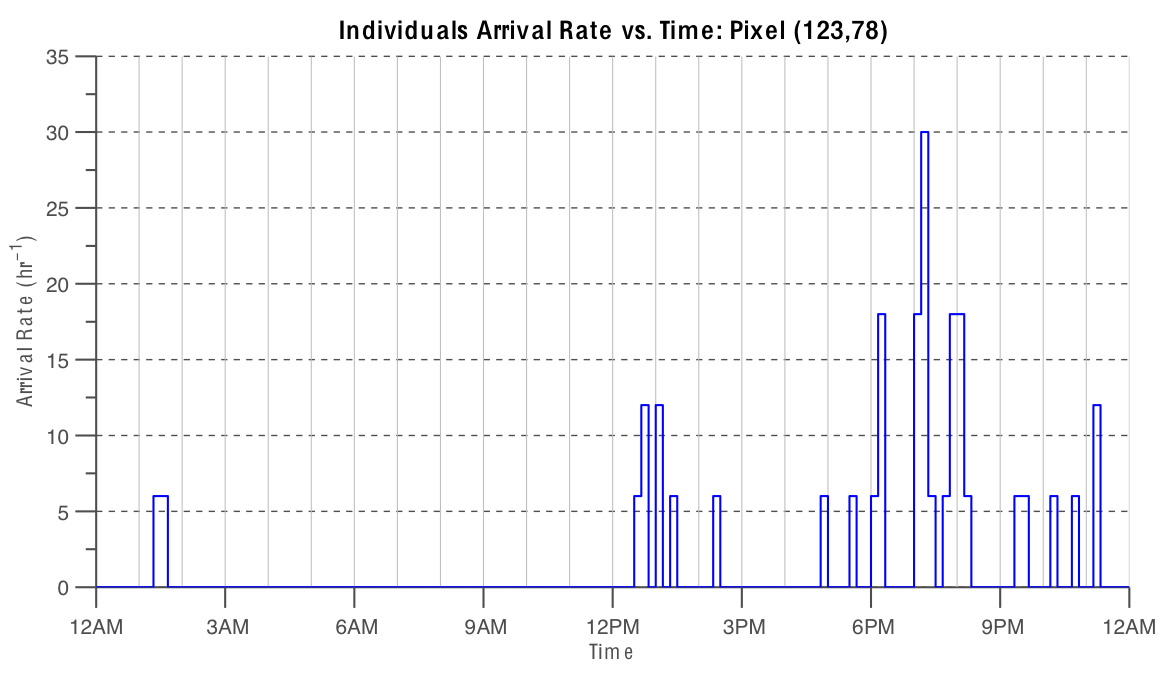 Individuals Arrival Rate vs. Time: Pixel (123,78)
35
30
25
20
15
10
5
0
Arrival Rate (hr⁻¹)
12AM 3AM 6AM 9AM 12PM 3PM 6PM 9PM 12AM
Time